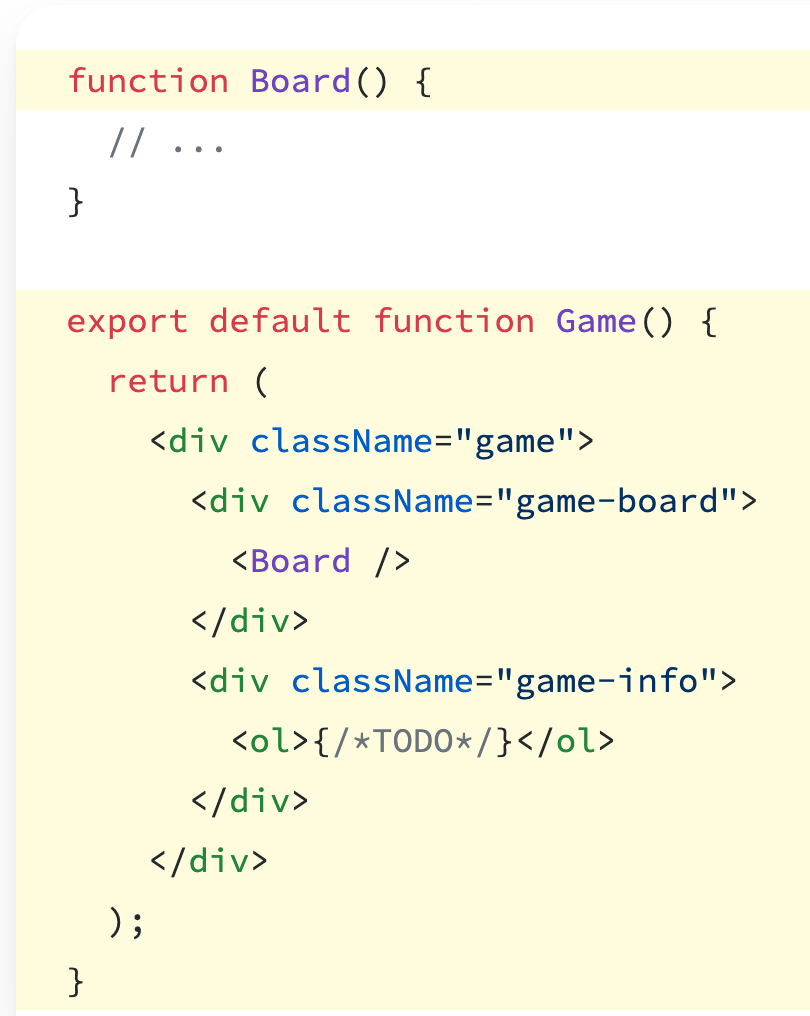 function Board() {
  // ...
}

export default function Game() {
  return (
    <div className="game">
      <div className="game-board">
        <Board />
      </div>
      <div className="game-info">
        <ol>{/*TODO*/}</ol>
      </div>
    </div>
  );
}